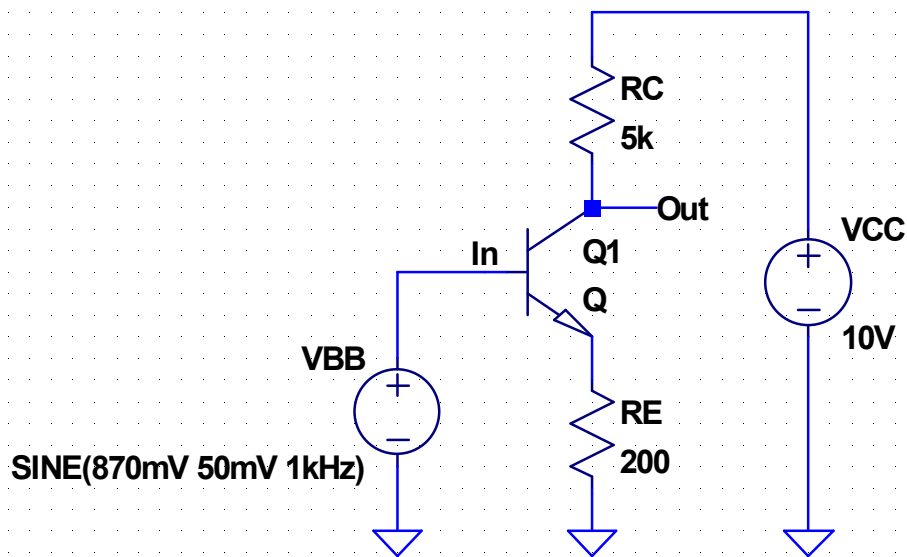 RC
5k
Out
VCC
In
Q1
+
Q
−
10V
VBB
+
−
RE
SINE(870mV 50mV 1kHz)
200